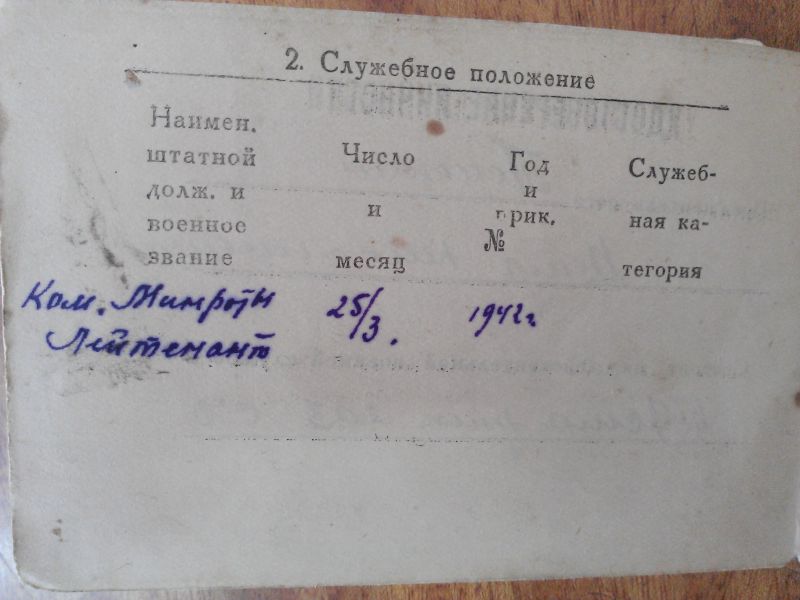 2. Служебное положение
Наимен. штатной долж. и военное звание
Число и месяц
Год и прик. №
Служеб- ная ка- тегория
Ком. Минроты 25/3. 1942 г.
Лейтенант